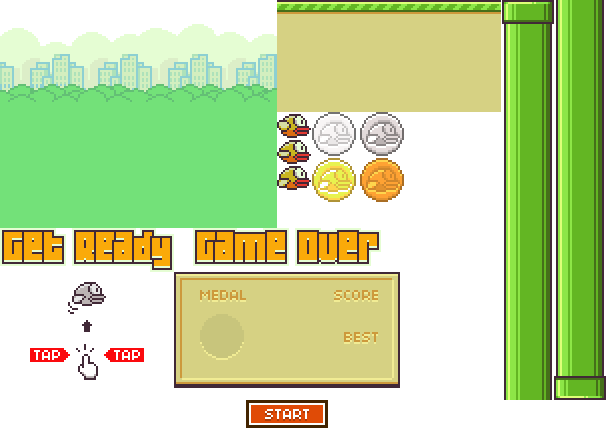 Get Ready
Game Over
MEDAL
SCORE
BEST
TAP
TAP
START